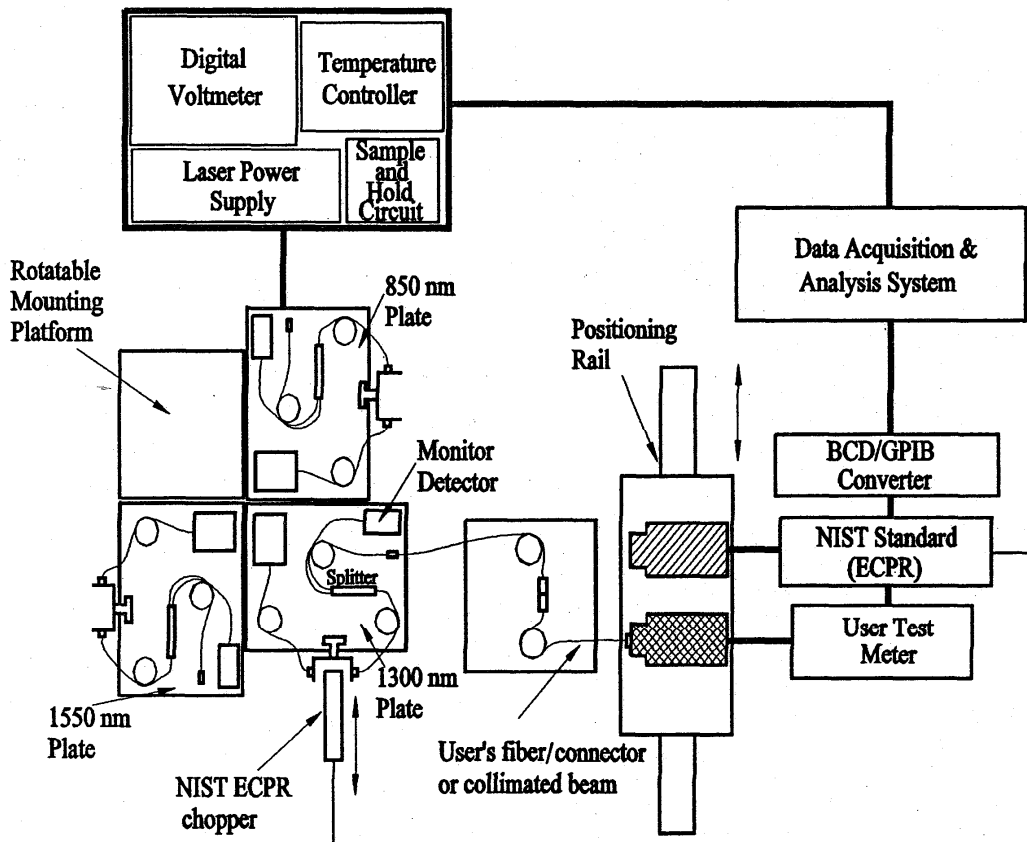 Digital
Voltmeter
Temperature
Controller
Laser Power
Supply
Sample
and
Hold
Circuit
Data Acquisition &
Analysis System
Rotatable
Mounting
Platform
850 nm
Plate
Positioning
Rail
Monitor
Detector
BCD/GPIB
Converter
NIST Standard
(ECPR)
Splitter
User Test
Meter
1300 nm
Plate
1550 nm
Plate
User's fiber/connector
or collimated beam
NIST ECPR
chopper